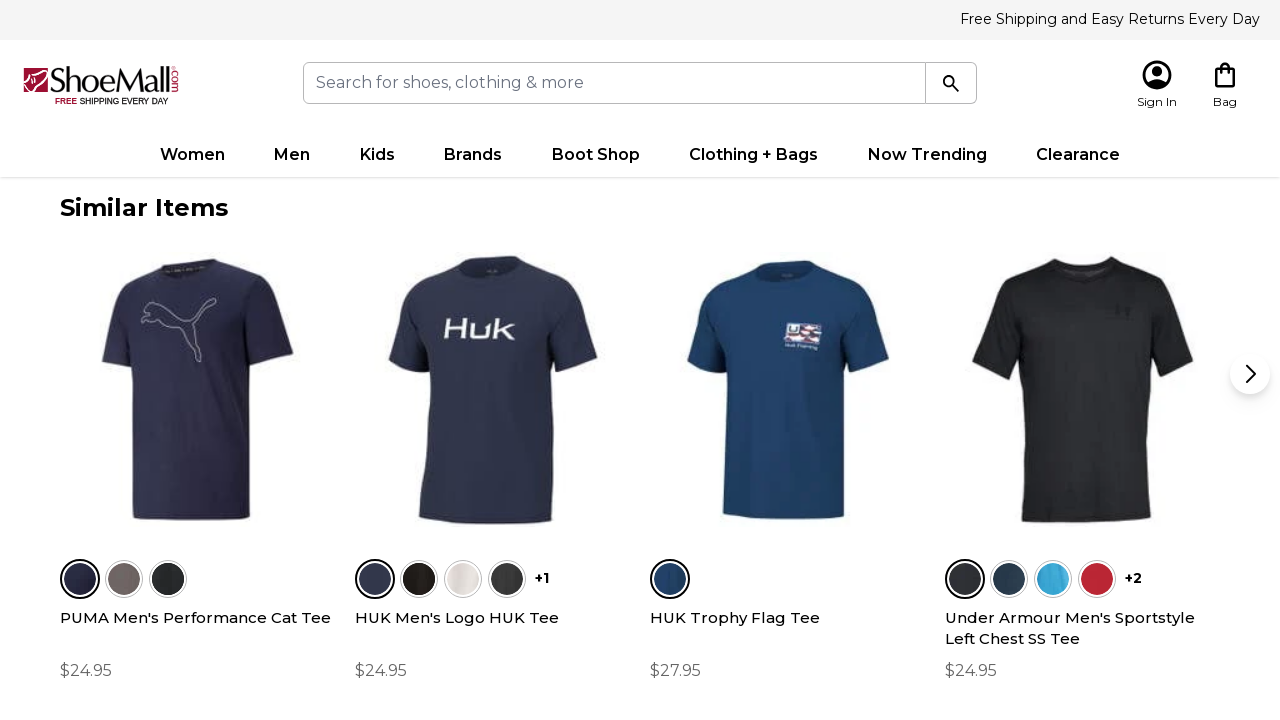 Free Shipping and Easy Returns Every Day
ShoeMall.com
FREE SHIPPING EVERY DAY
Search for shoes, clothing & more
Sign In
Bag
Women
Men
Kids
Brands
Boot Shop
Clothing + Bags
Now Trending
Clearance
Similar Items
Huk
Huk Fishing
+1
+2
PUMA Men's Performance Cat Tee
HUK Men's Logo HUK Tee
HUK Trophy Flag Tee
Under Armour Men's Sportstyle
Left Chest SS Tee
$24.95
$24.95
$27.95
$24.95